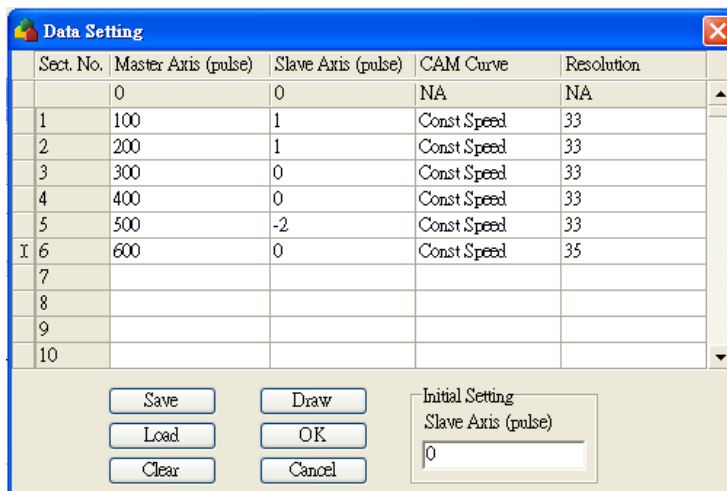 Data Setting
Sect. No. Master Axis (pulse) Slave Axis (pulse) CAM Curve Resolution
0 0 NA NA
1 100 1 Const Speed 33
2 200 1 Const Speed 33
3 300 0 Const Speed 33
4 400 0 Const Speed 33
5 500 -2 Const Speed 33
6 600 0 Const Speed 35
7
8
9
10
Save Draw Initial Setting
Load OK Slave Axis (pulse)
Clear Cancel 0